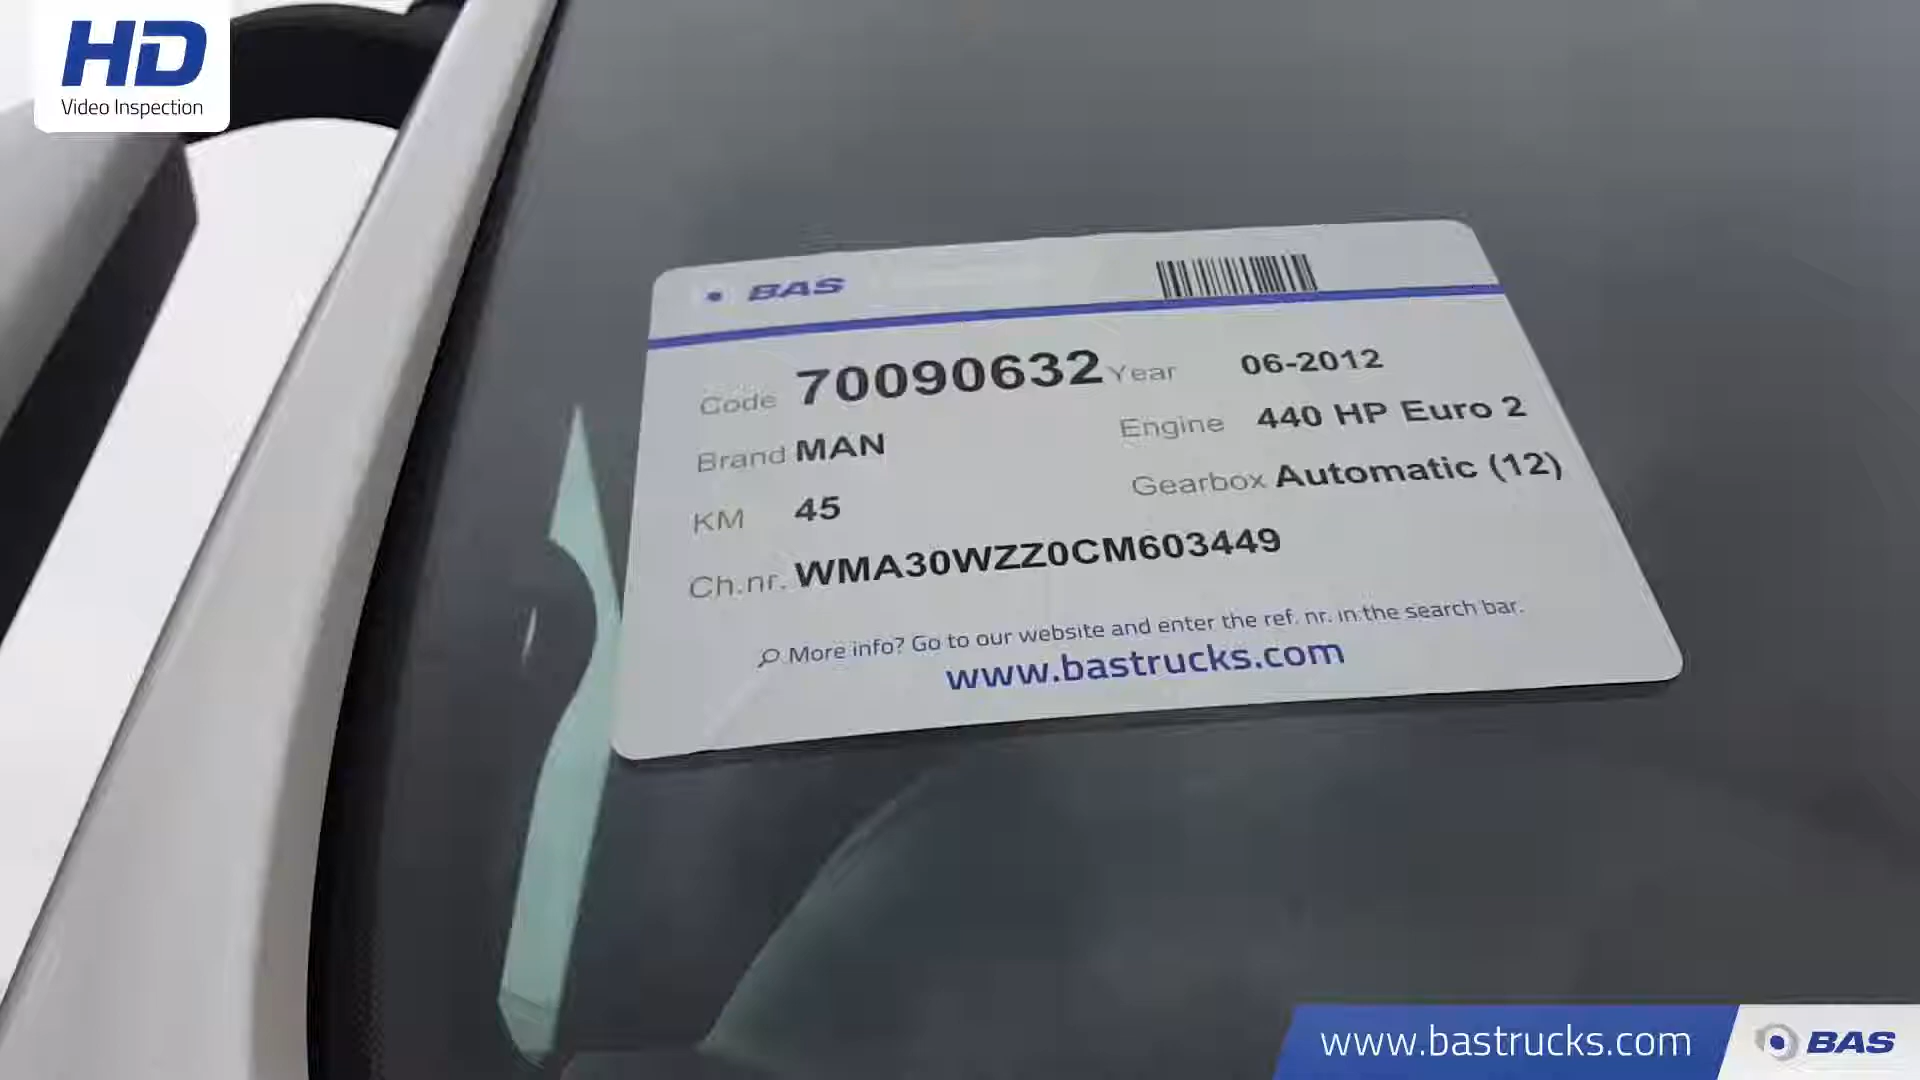 HD
Video Inspection
BAS
Code 70090632 Year 06-2012
Brand MAN Engine 440 HP Euro 2
KM 45 Gearbox Automatic (12)
Ch.nr. WMA30WZZ0CM603449
More info? Go to our website and enter the ref. nr. in the search bar.
www.bastrucks.com
www.bastrucks.com BAS